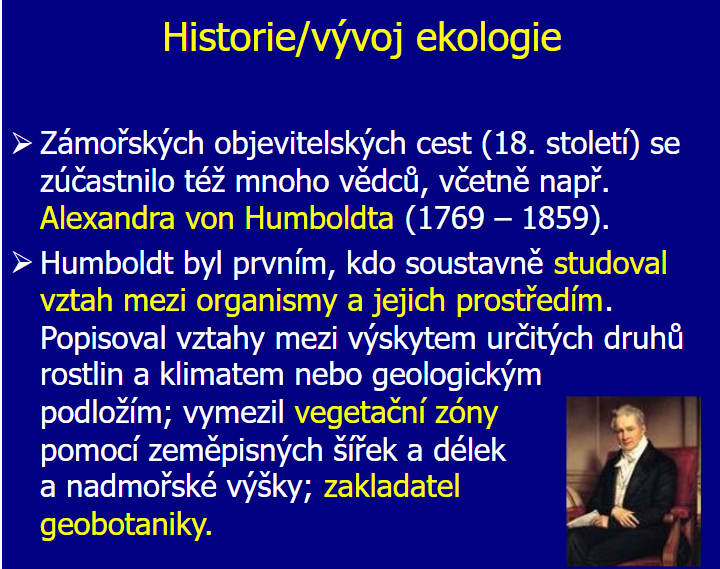 Historie/vývoj ekologie
➢ Zámořských objevitelských cest (18. století) se
zúčastnilo též mnoho vědců, včetně např.
Alexandra von Humboldta (1769 – 1859).
➢ Humboldt byl prvním, kdo soustavně studoval
vztah mezi organismy a jejich prostředím.
Popisoval vztahy mezi výskytem určitých druhů
rostlin a klimatem nebo geologickým
podložím; vymezil vegetační zóny
pomocí zeměpisných šířek a délek
a nadmořské výšky; zakladatel
geobotaniky.